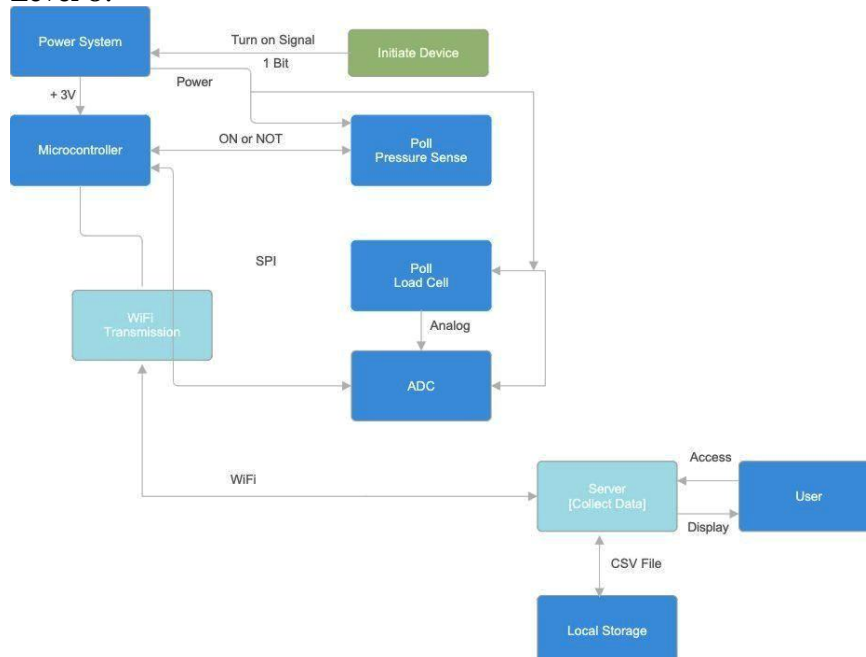 Power System
Turn on Signal
1 Bit
Initiate Device
Power
+ 3V
Microcontroller
ON or NOT
Poll
Pressure Sense
SPI
Poll
Load Cell
WiFi
Transmission
Analog
ADC
WiFi
Server
[Collect Data]
Access
User
Display
CSV File
Local Storage